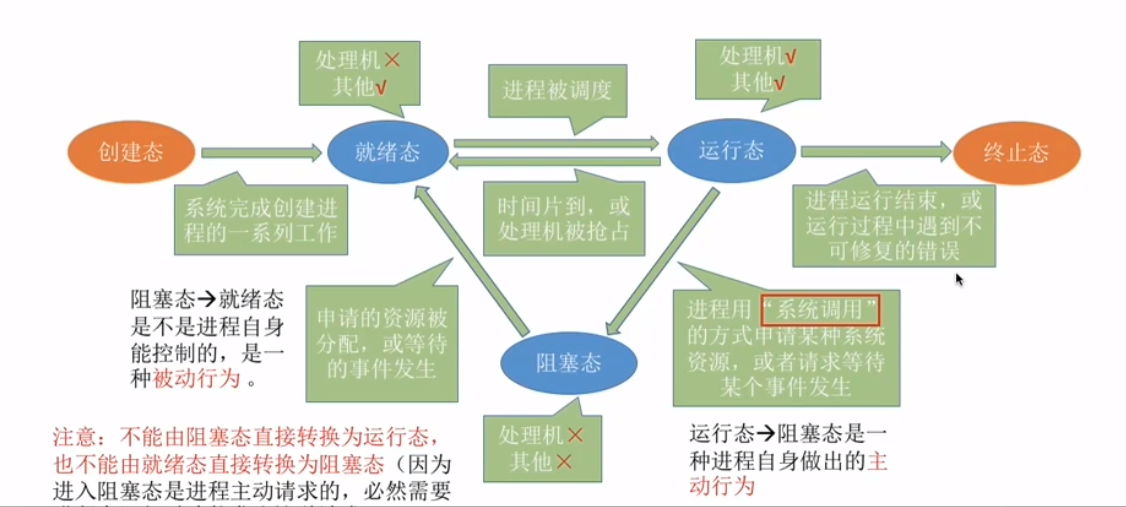 处理机×
其他√
进程被调度
处理机√
其他√
创建态
就绪态
运行态
终止态
系统完成创建进
程的一系列工作
时间片到，或
处理机被抢占
进程运行结束，或
运行过程中遇到不
可修复的错误
阻塞态→就绪态
是不是进程自身
能控制的，是一
种被动行为 。
申请的资源被
分配，或等待
的事件发生
进程用“系统调用”
的方式申请某种系统
资源，或者请求等待
某个事件发生
阻塞态
处理机×
其他×
运行态→阻塞态是一
种进程自身做出的主
动行为
注意：不能由阻塞态直接转换为运行态，
也不能由就绪态直接转换为阻塞态（因为
进入阻塞态是进程主动请求的，必然需要